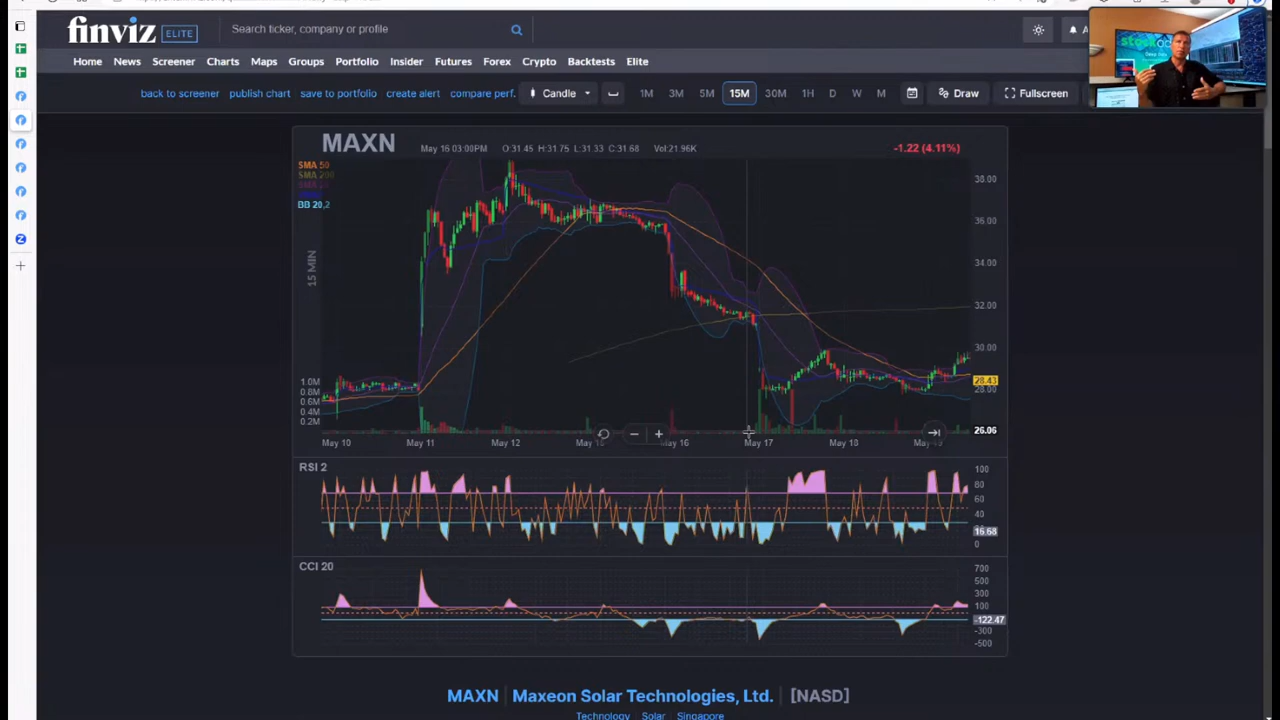 finviz ELITE
Search ticker, company or profile
Home News Screener Charts Maps Groups Portfolio Insider Futures Forex Crypto Backtests Elite
back to screener publish chart save to portfolio create alert compare perf. Candle 1M 3M 5M 15M 30M 1H D W M Draw Fullscreen
MAXN May 16 03:00PM O:31.45 H:31.75 L:31.33 C:31.68 Vol:21.96K -1.22 (4.11%)
SMA 50
SMA 200
BB 20,2
15 MIN
38.00
36.00
34.00
32.00
30.00
28.43
28.00
26.06
1.0M
0.8M
0.6M
0.4M
0.2M
May 10 May 11 May 12 May 16 May 17 May 18
RSI 2
100
80
60
40
16.68
0
CCI 20
700
500
300
100
-122.47
-300
-500
MAXN | Maxeon Solar Technologies, Ltd. [NASD]
Technology | Solar | Singapore